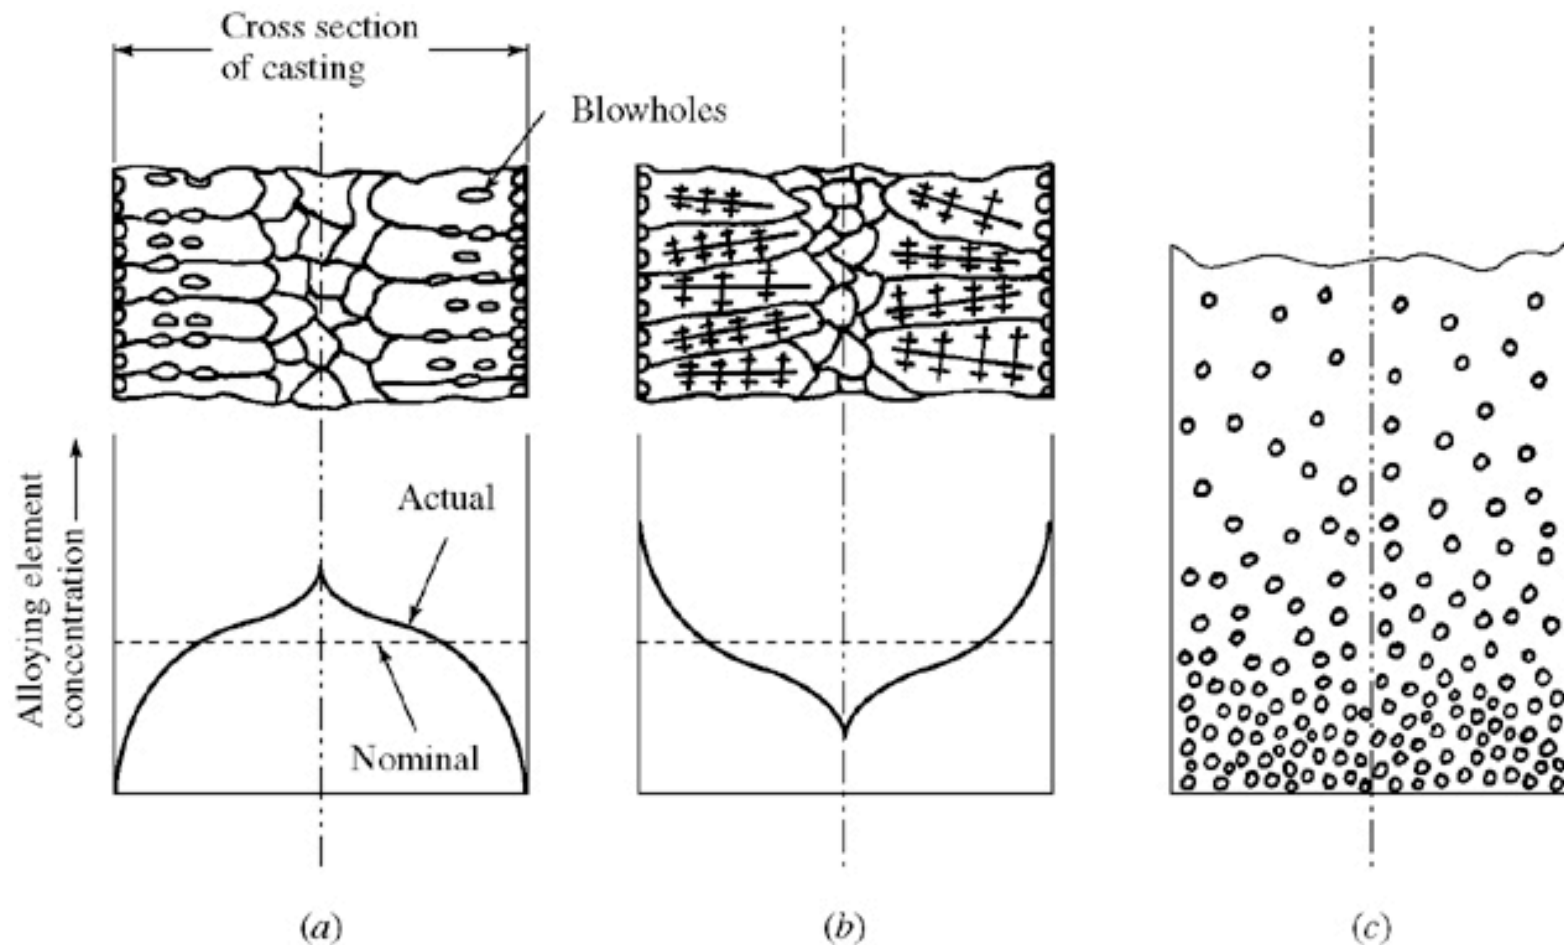 Cross section
of casting
Blowholes
Alloying element
concentration
Actual
Nominal
(a)
(b)
(c)